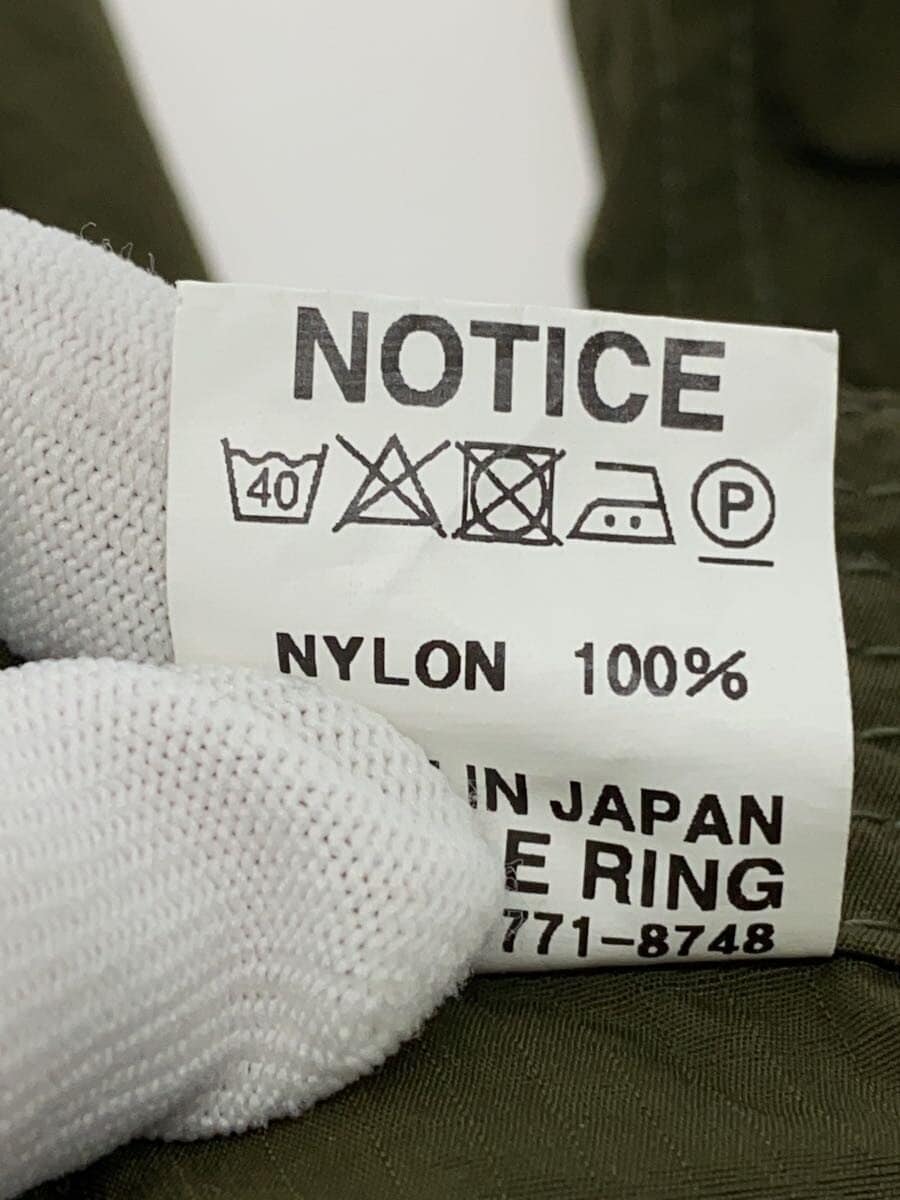 NOTICE
40
P
NYLON 100%
IN JAPAN
RING
771-8748